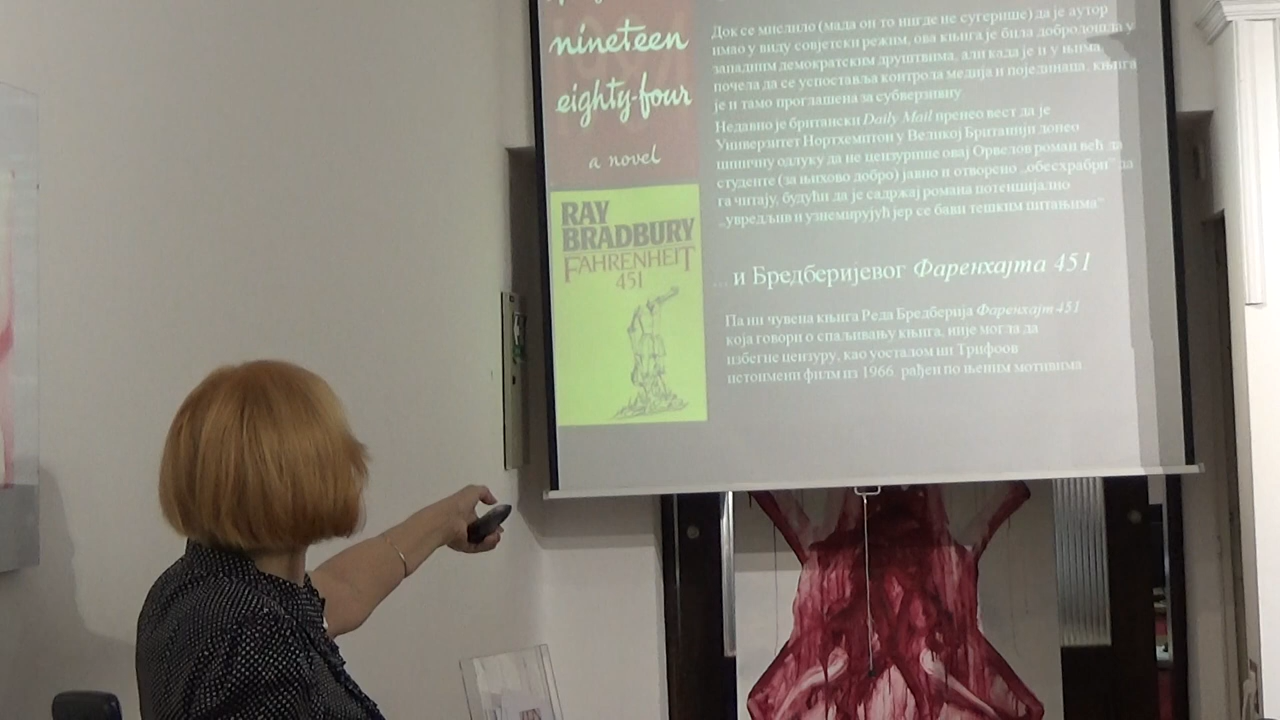 nineteen
eighty-four
a novel
Док се мислило (мада он то нигде не сугерише) да је аутор
имао у виду совјетски режим, ова књига је била добродошла у
западним демократским друштвима, али када је и у њима
почела да се успоставља контрола медија и појединаца, књига
је и тамо проглашена за субверзивну.
Недавно је британски Daily Mail пренео вест да је
Универзитет Нортхемптон у Великој Британији донео
циничну одлуку да не цензурише овај Орвелов роман већ да
студенте (за њихово добро) јавно и отворено „обесхрабри“ да
га читају, будући да је садржај романа потенцијално
„увредљив и узнемирујућ јер се бави тешким питањима“
RAY
BRADBURY
FAHRENHEIT
451
... и Бредберијевог Фаренхајта 451
Па ни чувена књига Реда Бредберија Фаренхајт 451
која говори о спаљивању књига, није могла да
избегне цензуру, као уосталом ни Трифоов
истоимени филм из 1966. рађен по њеним мотивима